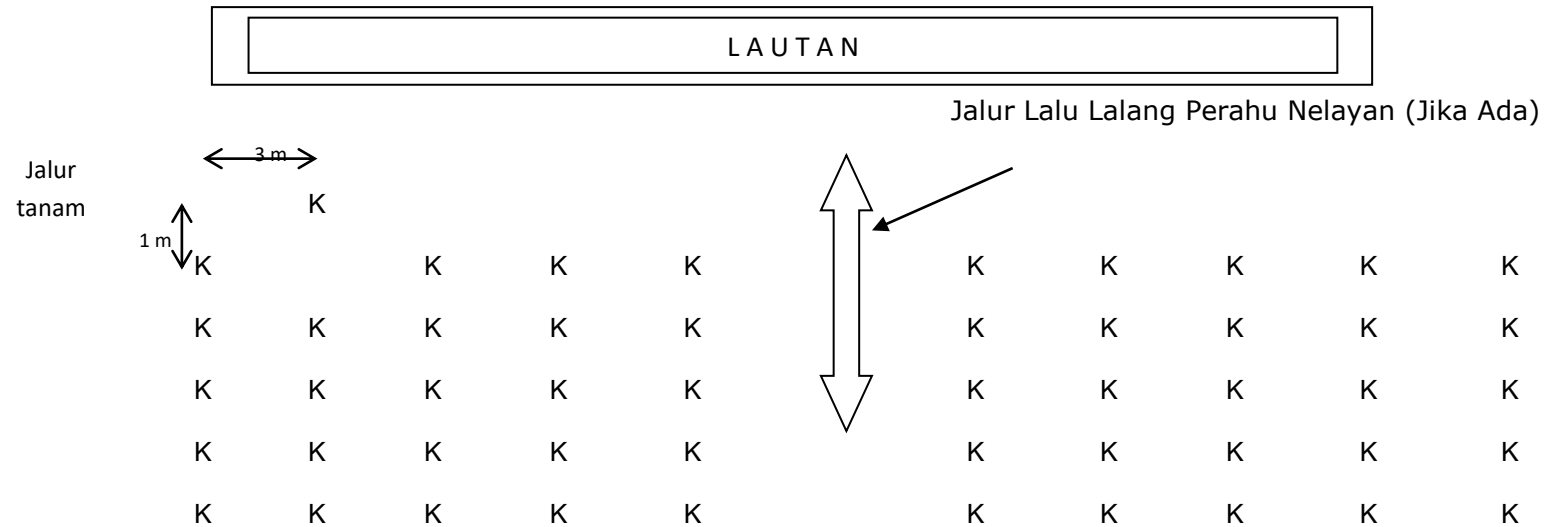 L A U T A N
Jalur Lalu Lalang Perahu Nelayan (Jika Ada)
3 m
Jalur
tanam
K
1 m
K K K K K K K K K
K K K K K K K K K K
K K K K K K K K K K
K K K K K K K K K K
K K K K K K K K K K